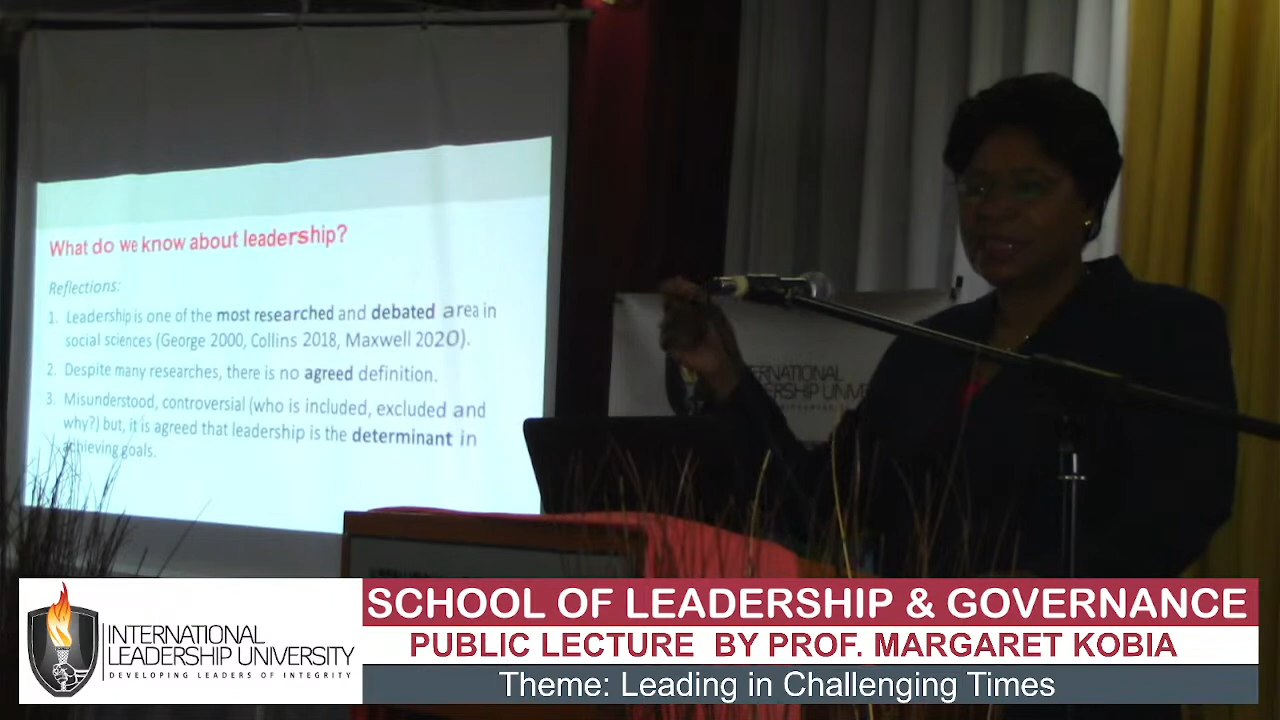 What do we know about leadership?
Reflections:
1. Leadership is one of the most researched and debated area in
social sciences (George 2000, Collins 2018, Maxwell 2020).
2. Despite many researches, there is no agreed definition.
3. Misunderstood, controversial (who is included, excluded and
why?) but, it is agreed that leadership is the determinant in
achieving goals.
INTERNATIONAL
LEADERSHIP UNIVE
SCHOOL OF LEADERSHIP & GOVERNANCE
PUBLIC LECTURE BY PROF. MARGARET KOBIA
Theme: Leading in Challenging Times
INTERNATIONAL
LEADERSHIP UNIVERSITY
DEVELOPING LEADERS OF INTEGRITY